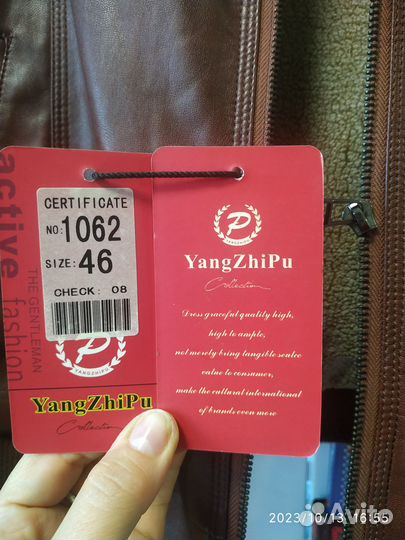 CERTIFICATE
NO: 1062
SIZE: 46
CHECK: 08
active fashion
THE GENTLEMAN
P
YANGZHIPU
YangZhiPu
Collection
P
YANGZHIPU
YangZhiPu
Collection
Dress graceful quality high,
high to ample,
not merely bring tangible sealce
value to consumer,
make the cultural international
of brands even more
2023/10/13 16:55
Avito